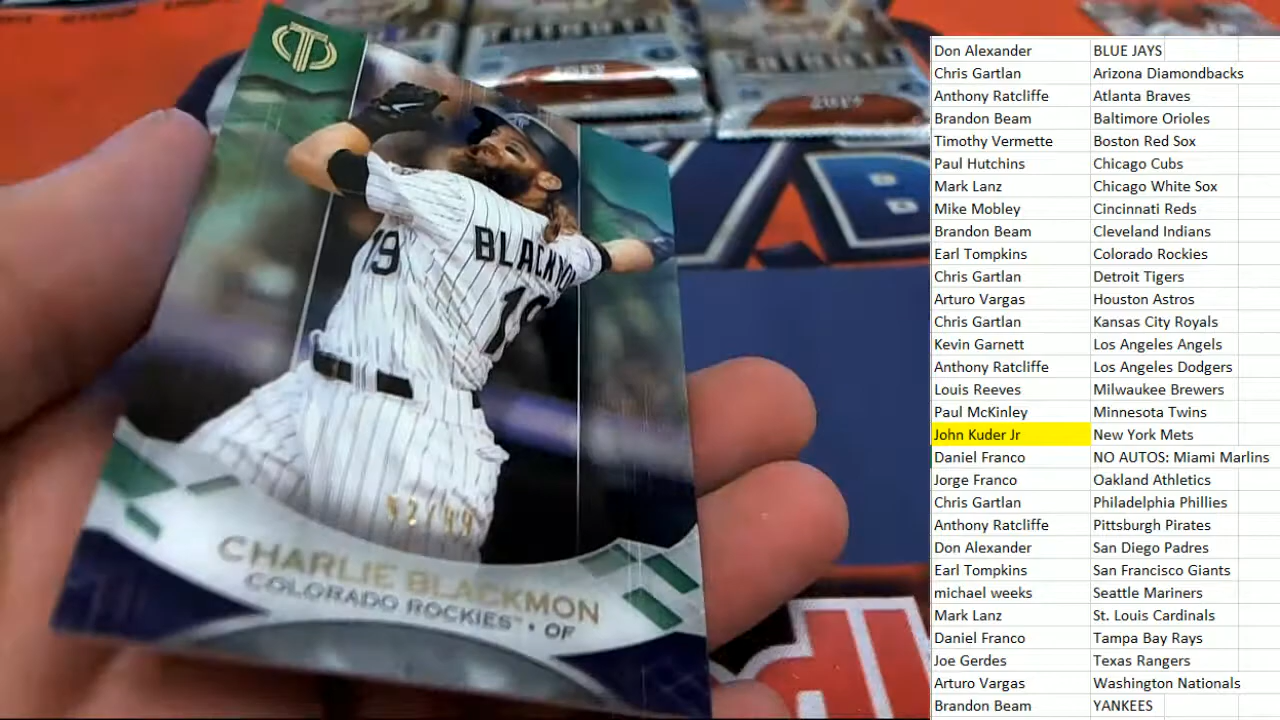 19
BLACKMON
19
52/99
CHARLIE BLACKMON
COLORADO ROCKIES™ • OF
Don Alexander BLUE JAYS
Chris Gartlan Arizona Diamondbacks
Anthony Ratcliffe Atlanta Braves
Brandon Beam Baltimore Orioles
Timothy Vermette Boston Red Sox
Paul Hutchins Chicago Cubs
Mark Lanz Chicago White Sox
Mike Mobley Cincinnati Reds
Brandon Beam Cleveland Indians
Earl Tompkins Colorado Rockies
Chris Gartlan Detroit Tigers
Arturo Vargas Houston Astros
Chris Gartlan Kansas City Royals
Kevin Garnett Los Angeles Angels
Anthony Ratcliffe Los Angeles Dodgers
Louis Reeves Milwaukee Brewers
Paul McKinley Minnesota Twins
John Kuder Jr New York Mets
Daniel Franco NO AUTOS: Miami Marlins
Jorge Franco Oakland Athletics
Chris Gartlan Philadelphia Phillies
Anthony Ratcliffe Pittsburgh Pirates
Don Alexander San Diego Padres
Earl Tompkins San Francisco Giants
michael weeks Seattle Mariners
Mark Lanz St. Louis Cardinals
Daniel Franco Tampa Bay Rays
Joe Gerdes Texas Rangers
Arturo Vargas Washington Nationals
Brandon Beam YANKEES